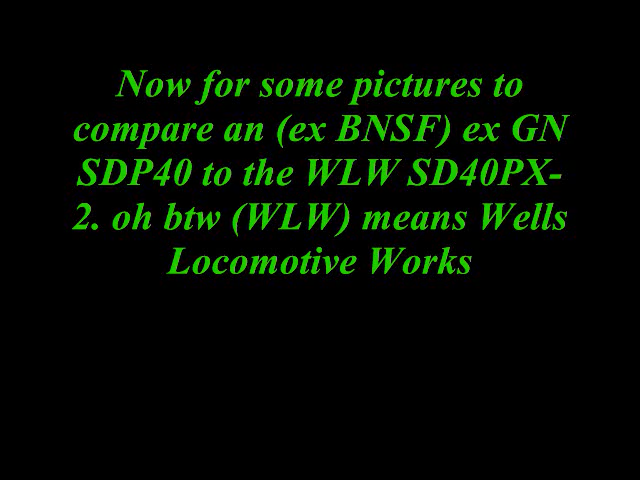 Now for some pictures to
compare an (ex BNSF) ex GN
SDP40 to the WLW SD40PX-
2. oh btw (WLW) means Wells
Locomotive Works